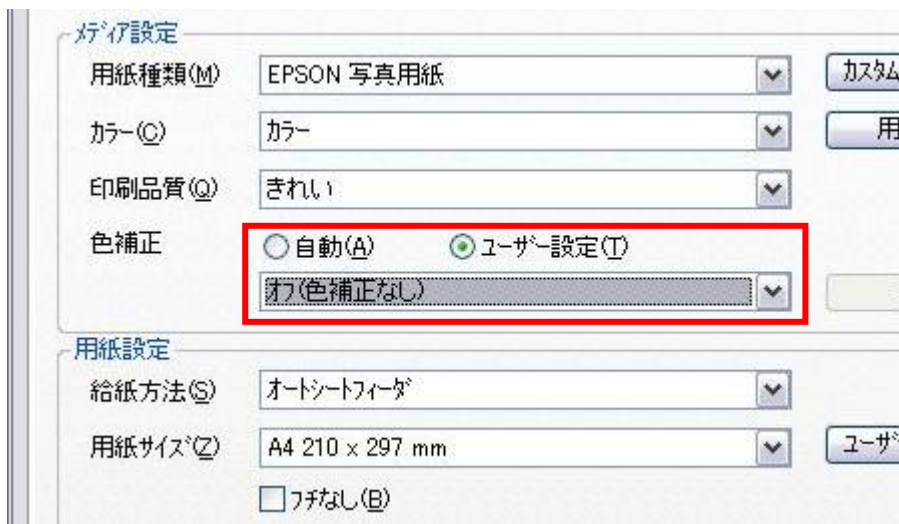 ﾒﾃﾞｨｱ設定
用紙種類(M) EPSON 写真用紙 ｶｽﾀﾑ
ｶﾗｰ(C) ｶﾗｰ 用
印刷品質(Q) きれい
色補正 自動(A) ﾕｰｻﾞｰ設定(T)
ｵﾌ(色補正なし)
用紙設定
給紙方法(S) ｵｰﾄｼｰﾄﾌｨｰﾀﾞ
用紙ｻｲｽﾞ(Z) A4 210 x 297 mm ﾕｰｻﾞ
ﾌﾁなし(B)